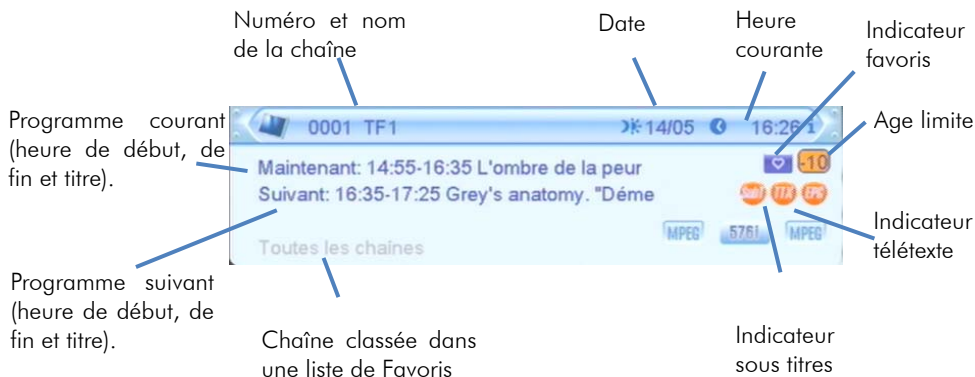 Numéro et nom
de la chaîne
Date
Heure
courante
Indicateur
favoris
Programme courant
(heure de début, de
fin et titre).
0001 TF1
14/05
16:26
Age limite
Maintenant: 14:55-16:35 L'ombre de la peur
-10
Suivant: 16:35-17:25 Grey's anatomy. "Déme
Sub
TTX
EPG
MPEG
576i
MPEG
Toutes les chaines
Indicateur
télétexte
Programme suivant
(heure de début, de
fin et titre).
Chaîne classée dans
une liste de Favoris
Indicateur
sous titres